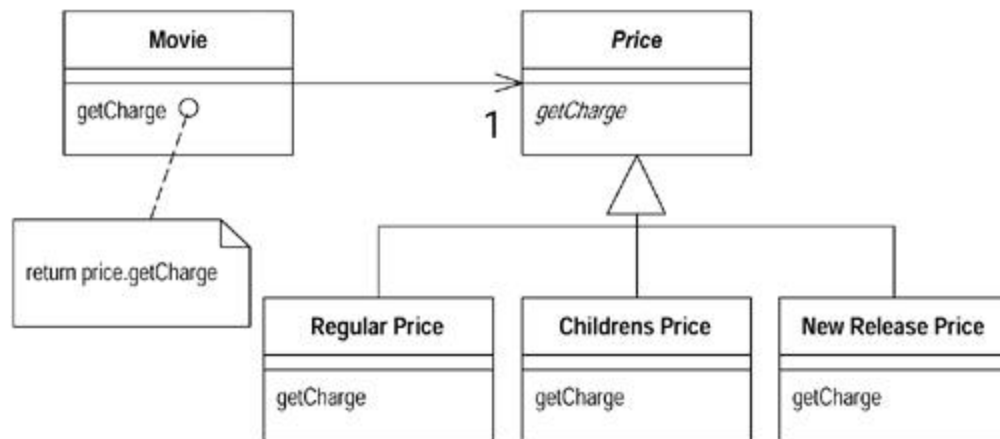 Movie
Price
getCharge
1
getCharge
return price.getCharge
Regular Price
Childrens Price
New Release Price
getCharge
getCharge
getCharge